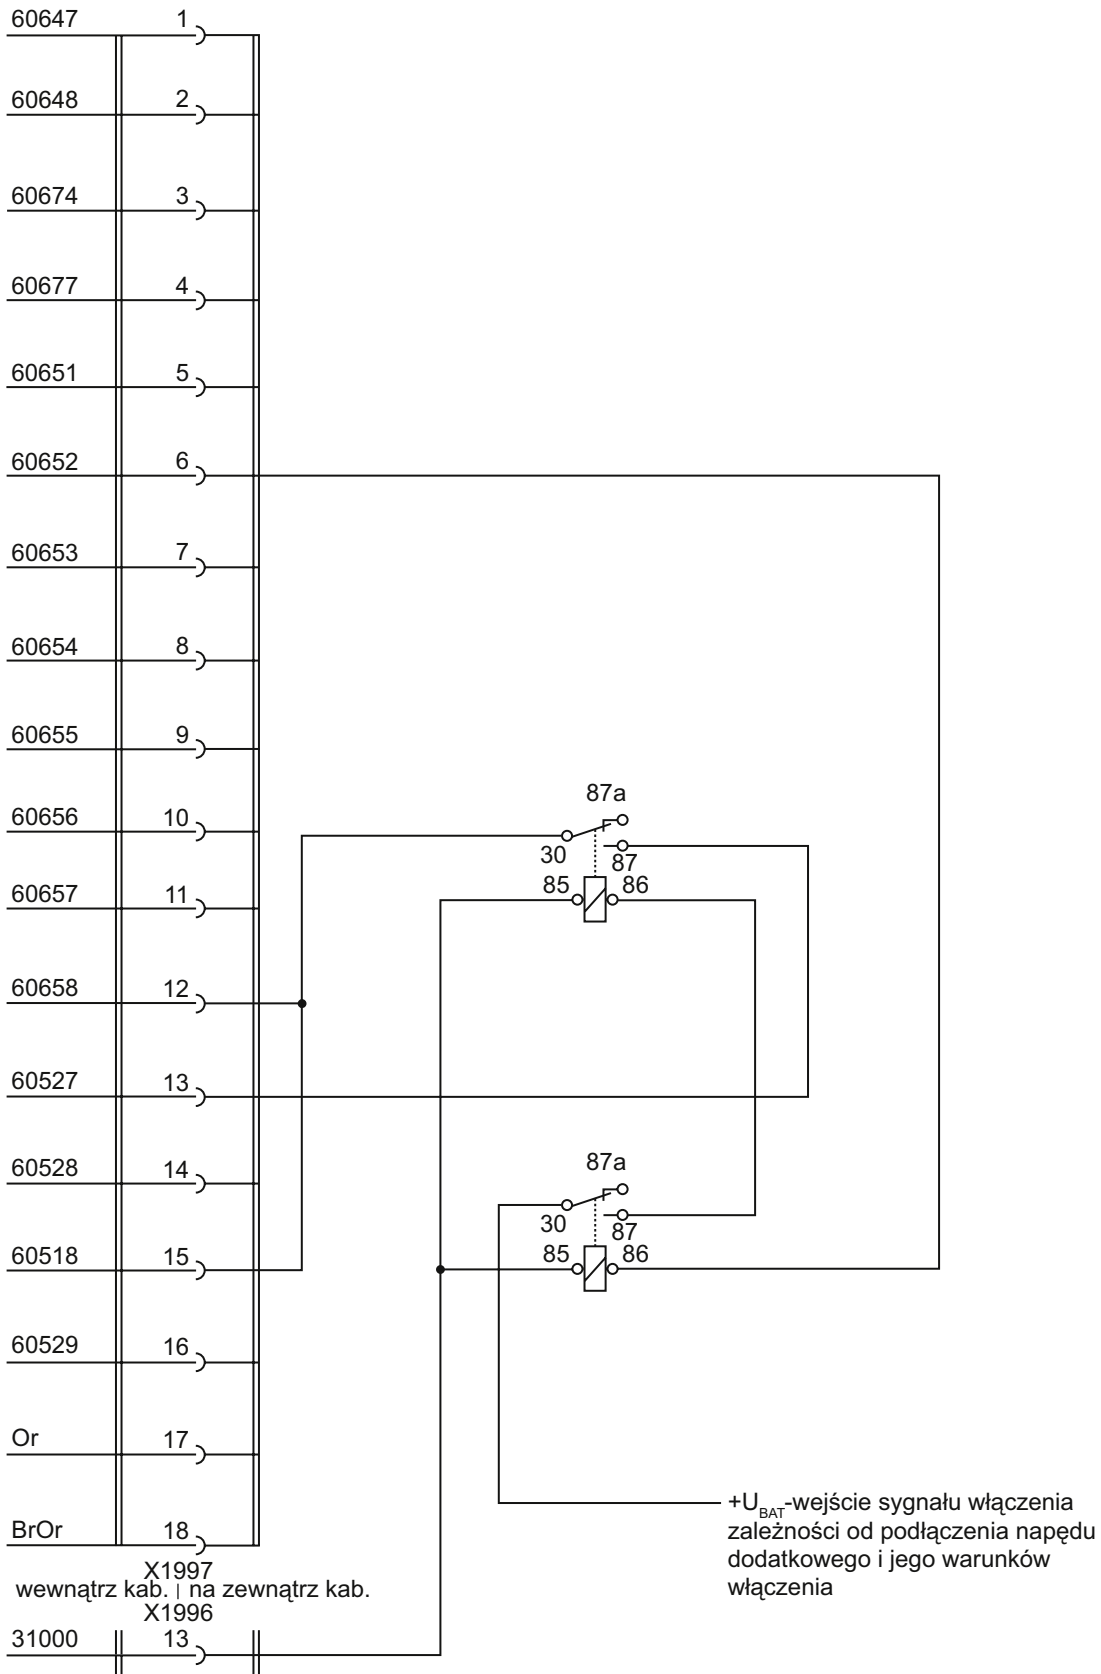 60647 1
60648 2
60674 3
60677 4
60651 5
60652 6
60653 7
60654 8
60655 9
87a
60656 10
30 87
60657 11 85 86
60658 12
60527 13
60528 14
87a
30 87
60518 15 85 86
60529 16
Or 17
+UBAT-wejście sygnału włączenia
zależności od podłączenia napędu
dodatkowego i jego warunków
włączenia
BrOr 18
X1997
wewnątrz kab. | na zewnątrz kab.
X1996
31000 13